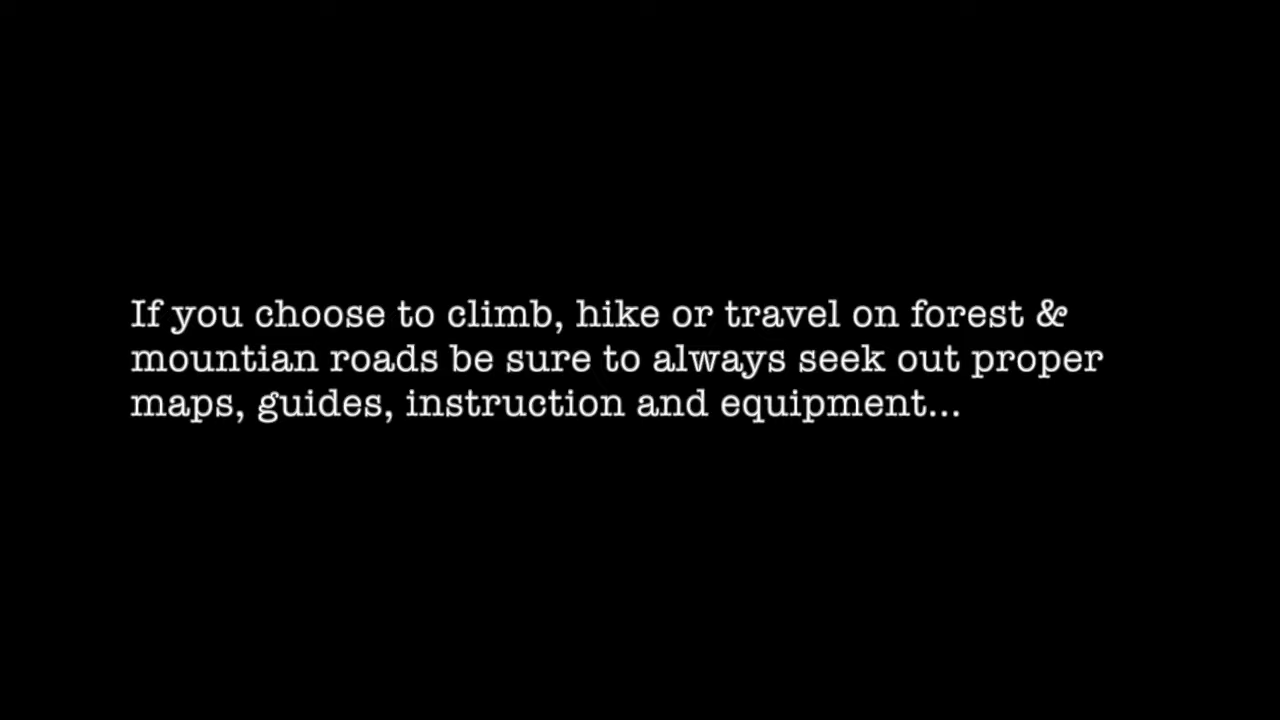 If you choose to climb, hike or travel on forest &
mountian roads be sure to always seek out proper
maps, guides, instruction and equipment...